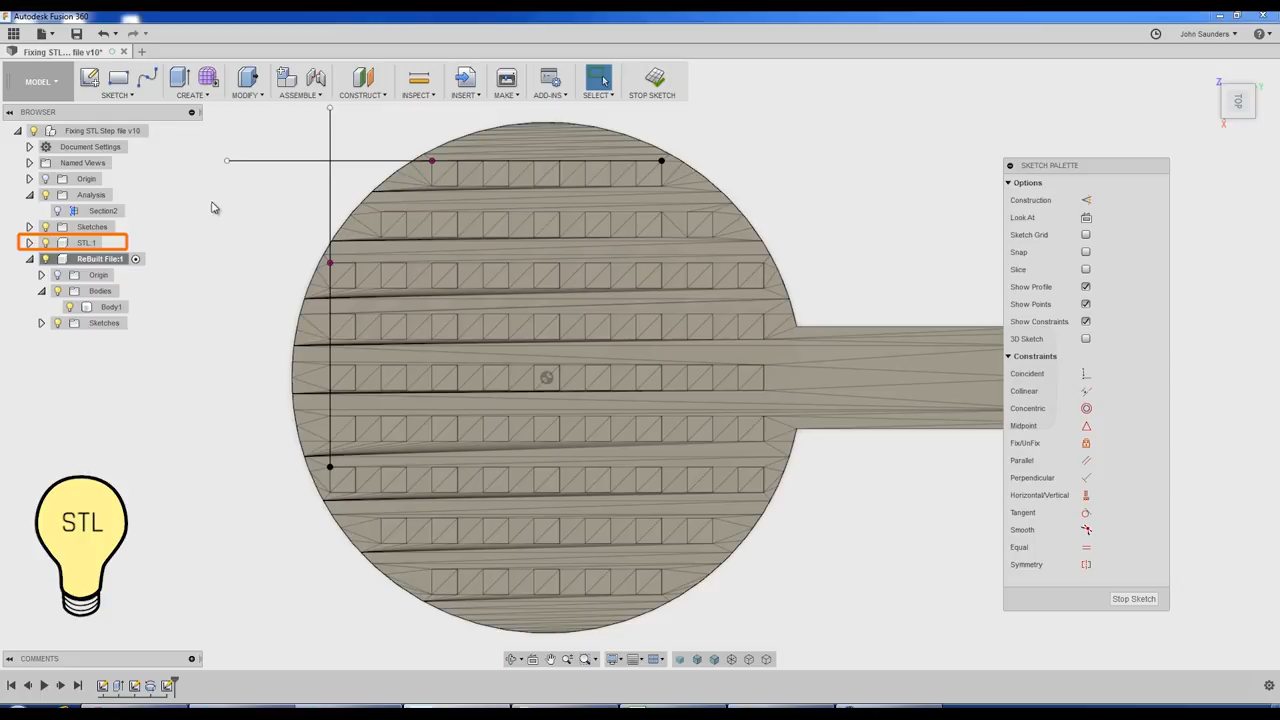 Autodesk Fusion 360
John Saunders
Fixing STL... file v10*
MODEL
SKETCH
CREATE
MODIFY
ASSEMBLE
CONSTRUCT
INSPECT
INSERT
MAKE
ADD-INS
SELECT
STOP SKETCH
BROWSER
Fixing STL Step file v10
Document Settings
Named Views
Origin
Analysis
Section2
Sketches
STL:1
ReBuilt File:1
Origin
Bodies
Body1
Sketches
Z
Y
TOP
X
SKETCH PALETTE
Options
Construction
Look At
Sketch Grid
Snap
Slice
Show Profile
Show Points
Show Constraints
3D Sketch
Constraints
Coincident
Collinear
Concentric
Midpoint
Fix/UnFix
Parallel
Perpendicular
Horizontal/Vertical
Tangent
Smooth
Equal
Symmetry
Stop Sketch
STL
COMMENTS